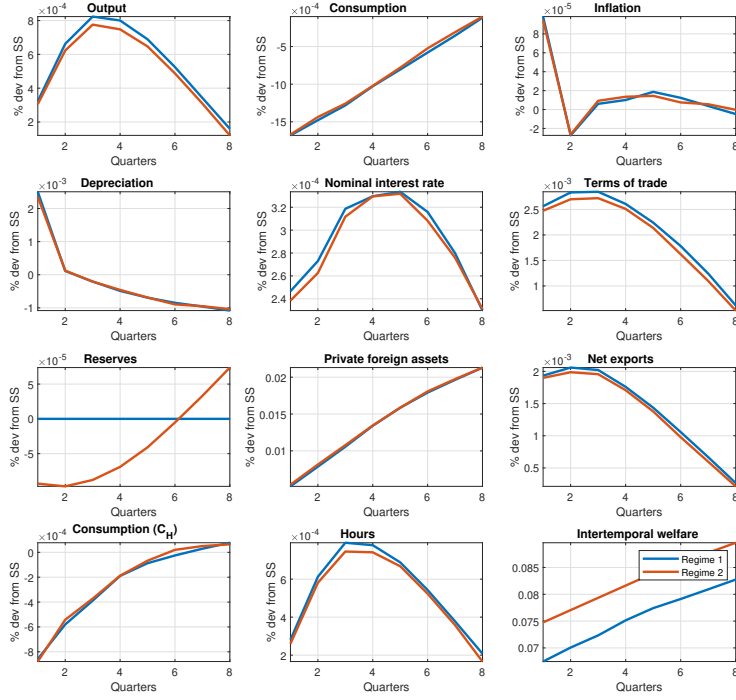 Output
×10-4
8
6
4
2
% dev from SS
2 4 6 8
Quarters
Consumption
×10-4
-5
-10
-15
% dev from SS
2 4 6 8
Quarters
Inflation
×10-5
8
6
4
2
0
-2
% dev from SS
2 4 6 8
Quarters
Depreciation
×10-3
2
1
0
-1
% dev from SS
2 4 6 8
Quarters
Nominal interest rate
×10-4
3.2
3
2.8
2.6
2.4
% dev from SS
2 4 6 8
Quarters
Terms of trade
×10-3
2.5
2
1.5
1
% dev from SS
2 4 6 8
Quarters
Reserves
×10-5
5
0
-5
% dev from SS
2 4 6 8
Quarters
Private foreign assets
0.02
0.015
0.01
% dev from SS
2 4 6 8
Quarters
Net exports
×10-3
2
1.5
1
0.5
% dev from SS
2 4 6 8
Quarters
Consumption (CH)
×10-4
0
-2
-4
-6
-8
% dev from SS
2 4 6 8
Quarters
Hours
×10-4
6
4
2
% dev from SS
2 4 6 8
Quarters
Intertemporal welfare
0.085
0.08
0.075
0.07
% dev from SS
Regime 1
Regime 2
2 4 6 8
Quarters